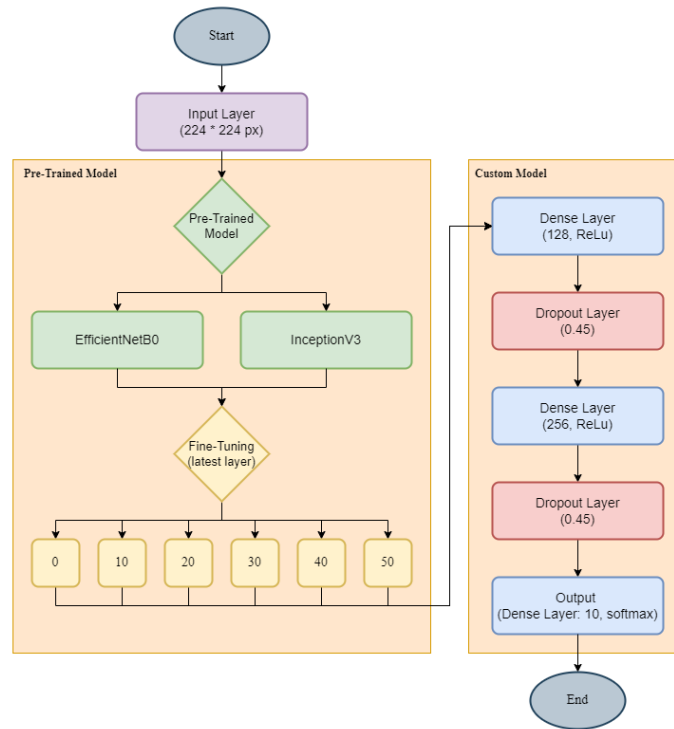 Start
Input Layer
(224 * 224 px)
Pre-Trained Model
Pre-Trained
Model
EfficientNetB0
InceptionV3
Fine-Tuning
(latest layer)
0
10
20
30
40
50
Custom Model
Dense Layer
(128, ReLu)
Dropout Layer
(0.45)
Dense Layer
(256, ReLu)
Dropout Layer
(0.45)
Output
(Dense Layer: 10, softmax)
End